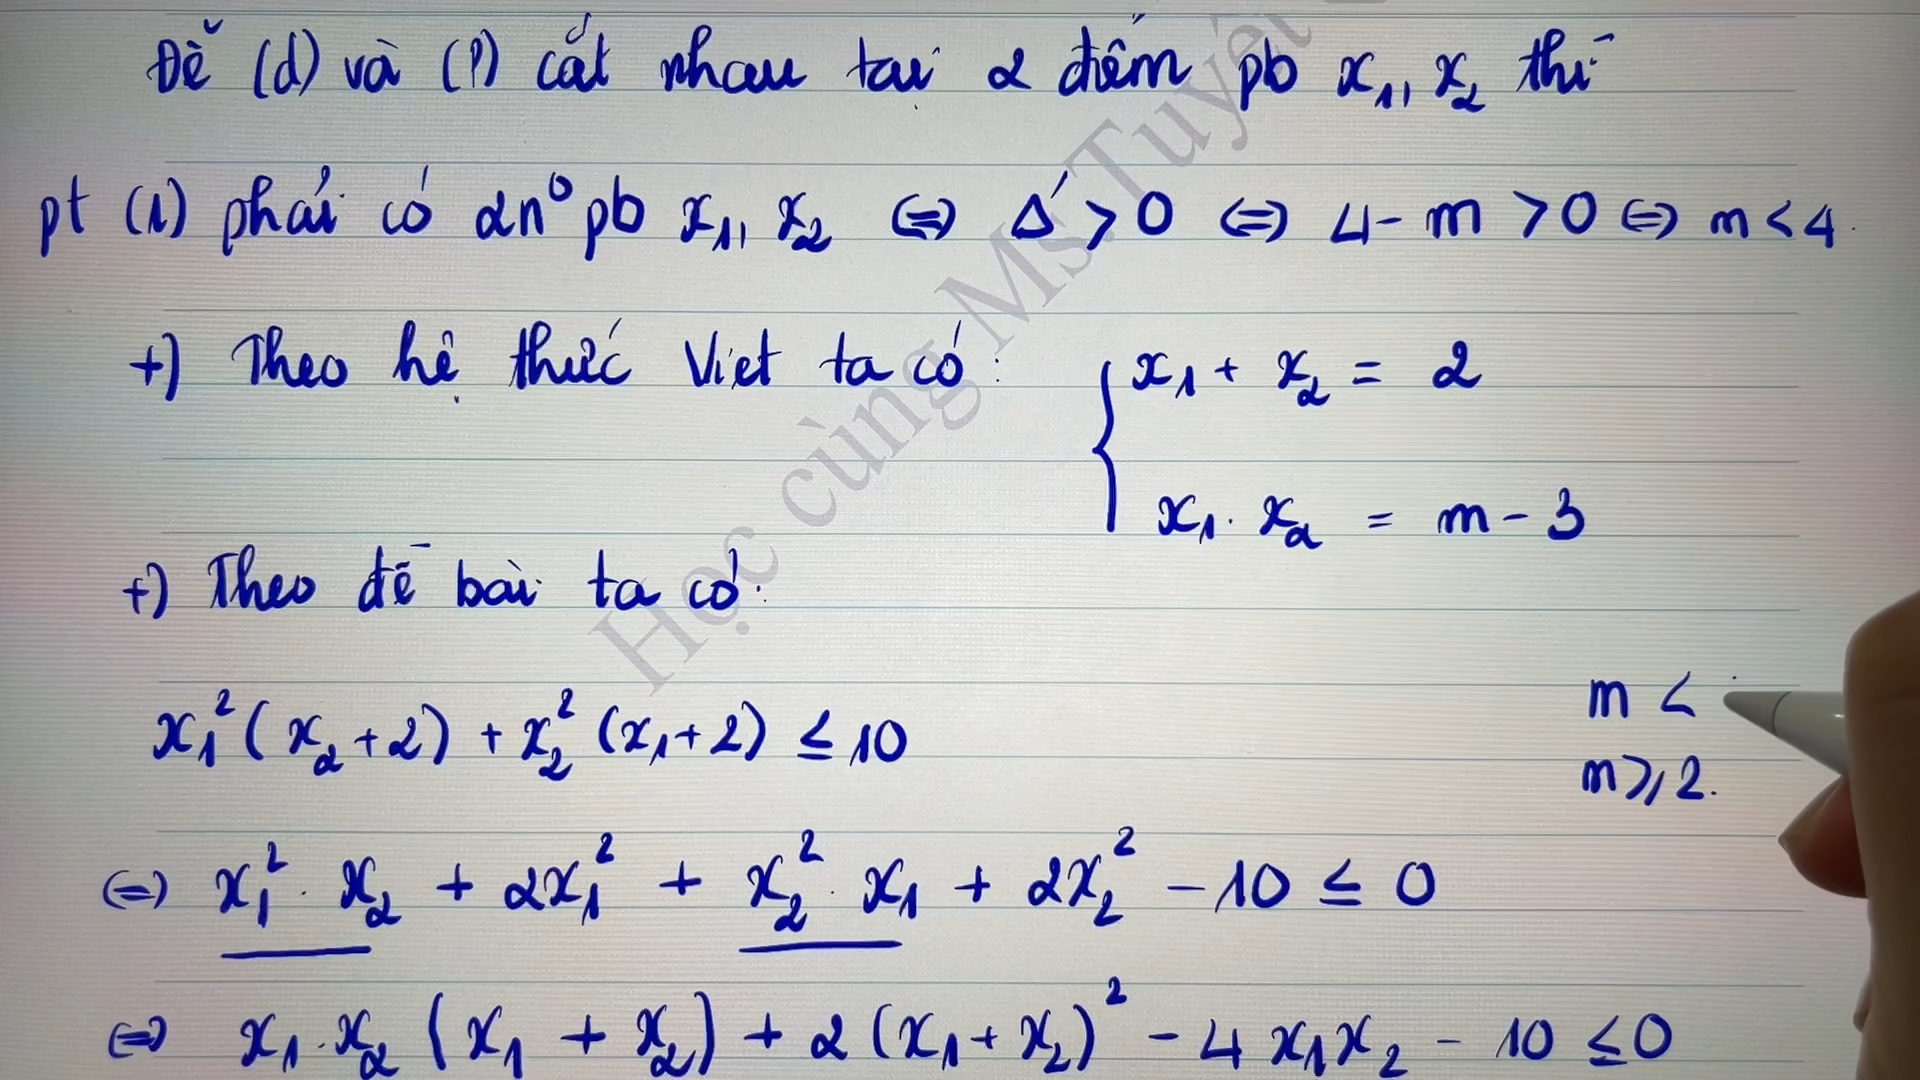 Để (d) và (P) cắt nhau tại 2 điểm pb x₁, x₂ thì
pt (1) phải có 2n⁰ pb x₁, x₂ ⇔ Δ' > 0 ⇔ 4 - m > 0 ⇔ m < 4
+) Theo hệ thức Viet ta có: { x₁ + x₂ = 2
x₁ . x₂ = m - 3
+) Theo đề bài ta có:
m <
x₁² (x₂ + 2) + x₂² (x₁ + 2) ≤ 10
m ≥ 2.
⇔ x₁² . x₂ + 2x₁² + x₂² . x₁ + 2x₂² - 10 ≤ 0
⇔ x₁ . x₂ (x₁ + x₂) + 2 (x₁ + x₂)² - 4 x₁x₂ - 10 ≤ 0
Học cùng Ms.Tuyết